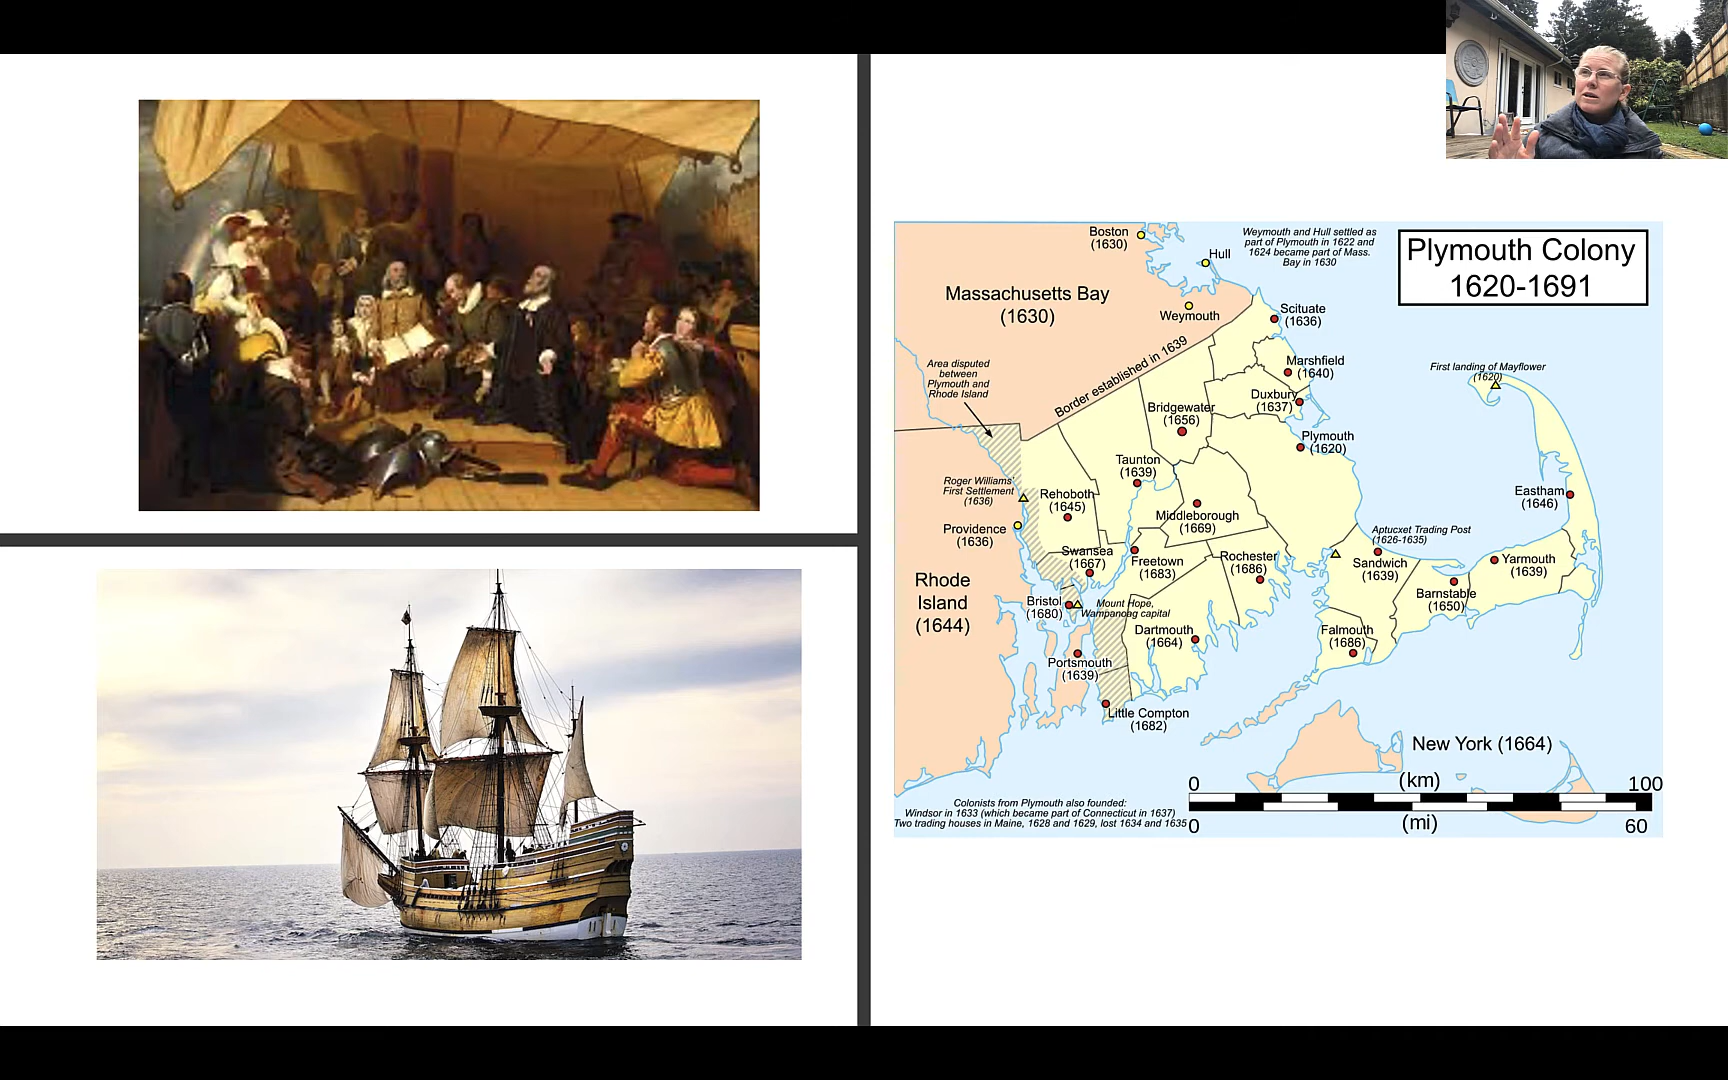 Boston
(1630)
Hull
Weymouth and Hull settled as
part of Plymouth in 1622 and
1624 became part of Mass.
Bay in 1630
Plymouth Colony
1620-1691
Massachusetts Bay
(1630)
Weymouth
Scituate
(1636)
Border established in 1639
Area disputed
between
Plymouth and
Rhode Island
Marshfield
(1640)
First landing of Mayflower
(1620)
Duxbury
(1637)
Bridgewater
(1656)
Plymouth
(1620)
Taunton
(1639)
Roger Williams'
First Settlement
(1636)
Rehoboth
(1645)
Eastham
(1646)
Middleborough
(1669)
Providence
(1636)
Aptucxet Trading Post
(1626-1635)
Swansea
(1667)
Freetown
(1683)
Rochester
(1686)
Sandwich
(1639)
Yarmouth
(1639)
Rhode
Island
(1644)
Bristol
(1680)
Mount Hope,
Wampanoag capital
Barnstable
(1650)
Dartmouth
(1664)
Falmouth
(1686)
Portsmouth
(1639)
Little Compton
(1682)
New York (1664)
0 (km) 100
Colonists from Plymouth also founded:
Windsor in 1633 (which became part of Connecticut in 1637)
Two trading houses in Maine, 1628 and 1629, lost 1634 and 1635
0 (mi) 60